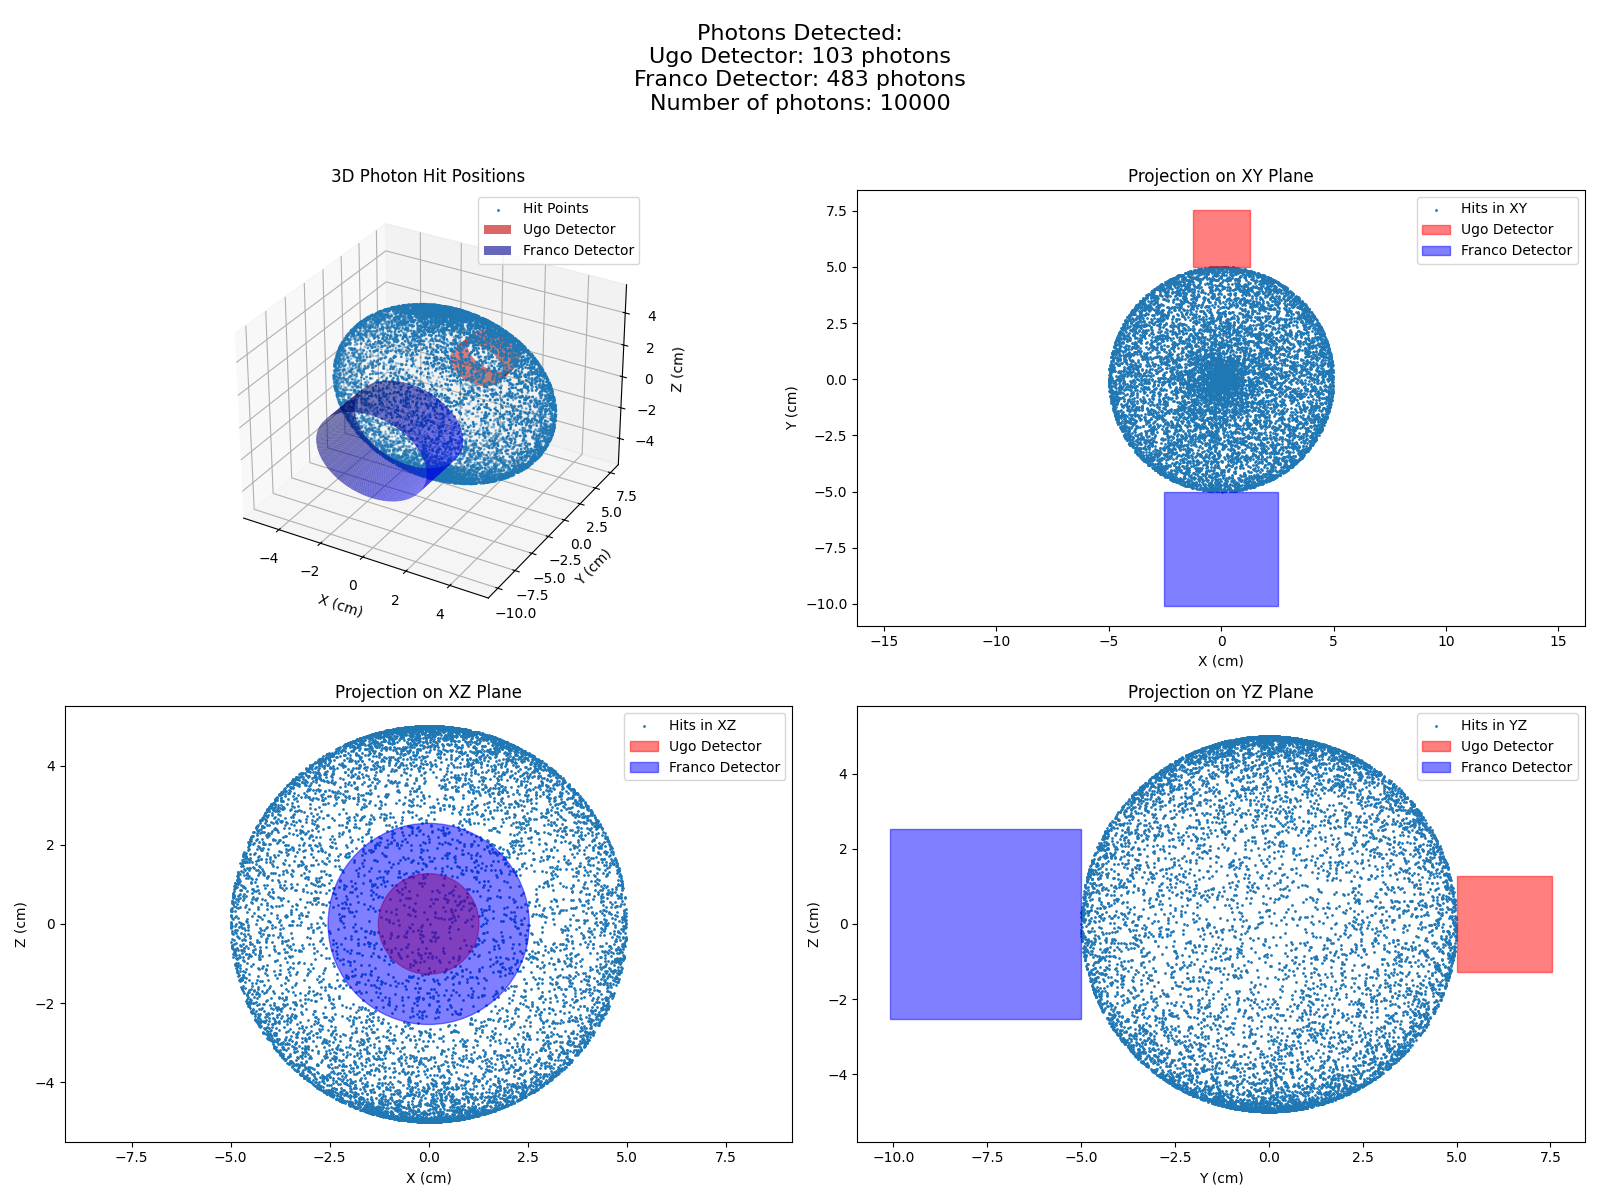 Photons Detected:
Ugo Detector: 103 photons
Franco Detector: 483 photons
Number of photons: 10000
3D Photon Hit Positions
Hit Points
Ugo Detector
Franco Detector
4
2
0
−2
−4
Z (cm)
7.5
5.0
2.5
0.0
−2.5
−5.0
−7.5
−10.0
Y (cm)
−4
−2
0
2
4
X (cm)
Projection on XY Plane
Hits in XY
Ugo Detector
Franco Detector
7.5
5.0
2.5
0.0
−2.5
−5.0
−7.5
−10.0
Y (cm)
−15
−10
−5
0
5
10
15
X (cm)
Projection on XZ Plane
Hits in XZ
Ugo Detector
Franco Detector
4
2
0
−2
−4
Z (cm)
−7.5
−5.0
−2.5
0.0
2.5
5.0
7.5
X (cm)
Projection on YZ Plane
Hits in YZ
Ugo Detector
Franco Detector
4
2
0
−2
−4
Z (cm)
−10.0
−7.5
−5.0
−2.5
0.0
2.5
5.0
7.5
Y (cm)